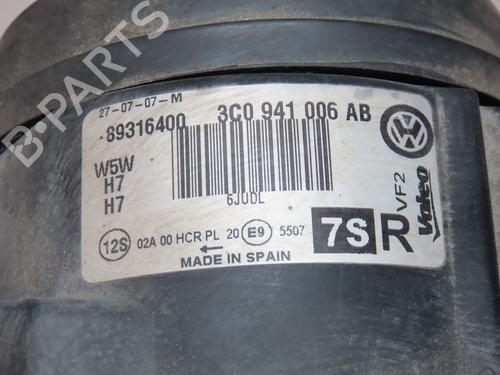 27-07-07-M
89316400 3C0 941 006 AB
W5W
H7
H7
6JUDL
VF2
Valeo
12S 02A 00 HCR PL 20 E9 5507 7S R
MADE IN SPAIN
B-PARTS